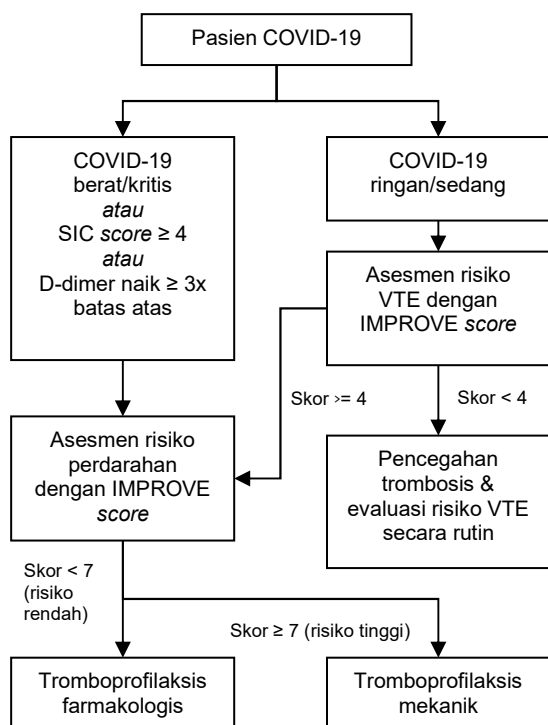 Pasien COVID-19
COVID-19
berat/kritis
atau
SIC score ≥ 4
atau
D-dimer naik ≥ 3x
batas atas
COVID-19
ringan/sedang
Asesmen risiko
VTE dengan
IMPROVE score
Skor >= 4
Skor < 4
Asesmen risiko
perdarahan
dengan IMPROVE
score
Pencegahan
trombosis &
evaluasi risiko VTE
secara rutin
Skor < 7
(risiko
rendah)
Skor ≥ 7 (risiko tinggi)
Tromboprofilaksis
farmakologis
Tromboprofilaksis
mekanik